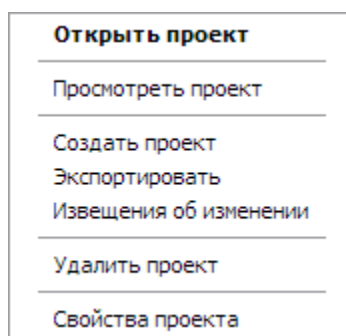 Открыть проект
Просмотреть проект
Создать проект
Экспортировать
Извещения об изменении
Удалить проект
Свойства проекта